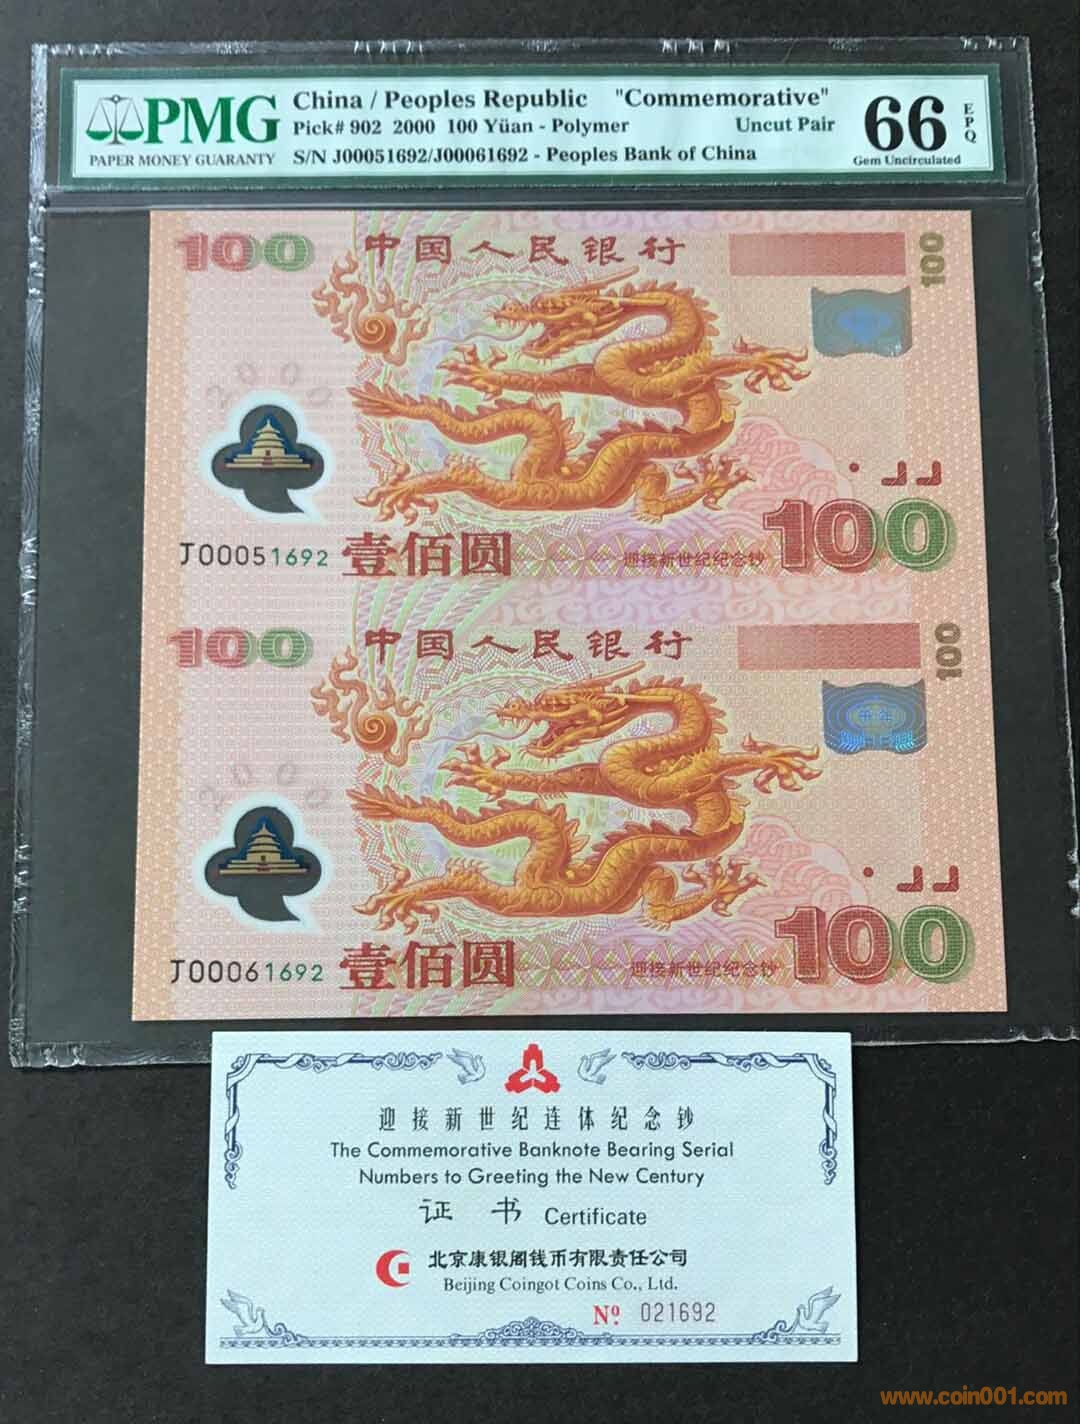 PMG
PAPER MONEY GUARANTY
China / Peoples Republic "Commemorative"
Pick# 902 2000 100 Yüan - Polymer Uncut Pair
S/N J00051692/J00061692 - Peoples Bank of China
66 EPQ
Gem Uncirculated
100 中国人民银行 100
2000
J00051692 壹佰圆 迎接新世纪纪念钞 100
100 中国人民银行 100
2000
J00061692 壹佰圆 迎接新世纪纪念钞 100
迎接新世纪连体纪念钞
The Commemorative Banknote Bearing Serial
Numbers to Greeting the New Century
证 书 Certificate
北京康银阁钱币有限责任公司
Beijing Coingot Coins Co., Ltd.
Nº 021692
www.coin001.com